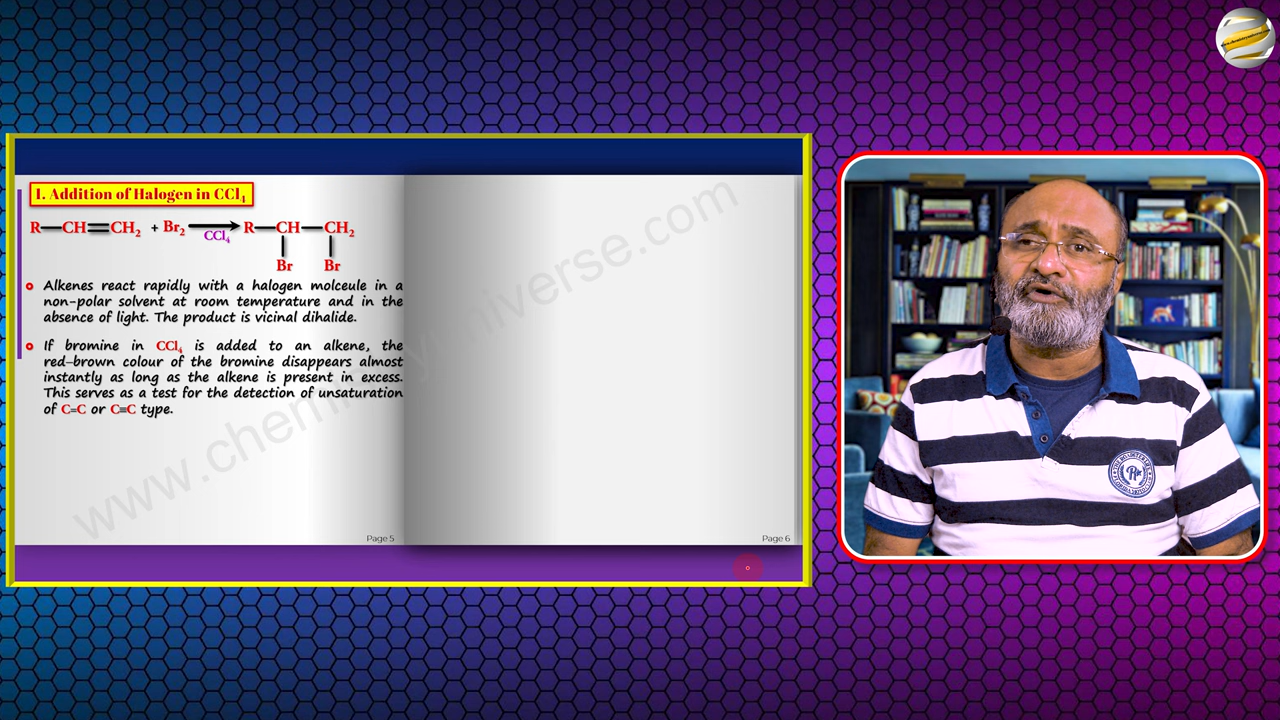 1. Addition of Halogen in CCl₄
R—CH=CH₂ + Br₂ → R—CH—CH₂
CCl₄
Br Br
Alkenes react rapidly with a halogen molceule in a
non-polar solvent at room temperature and in the
absence of light. The product is vicinal dihalide.
If bromine in CCl₄ is added to an alkene, the
red–brown colour of the bromine disappears almost
instantly as long as the alkene is present in excess.
This serves as a test for the detection of unsaturation
of C=C or C≡C type.
www.chemistryuniverse.com
Page 5
Page 6